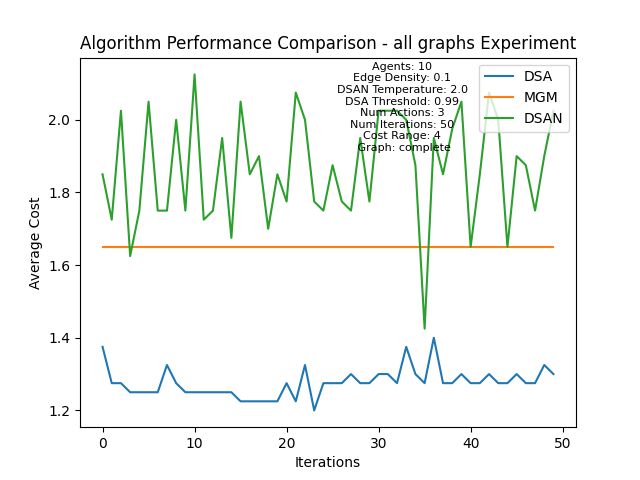 Algorithm Performance Comparison - all graphs Experiment
Agents: 10
Edge Density: 0.1
DSAN Temperature: 2.0
DSA Threshold: 0.99
Num Actions: 3
Num Iterations: 50
Cost Range: 4
Graph: complete
DSA
MGM
DSAN
Average Cost
2.0
1.8
1.6
1.4
1.2
0 10 20 30 40 50
Iterations